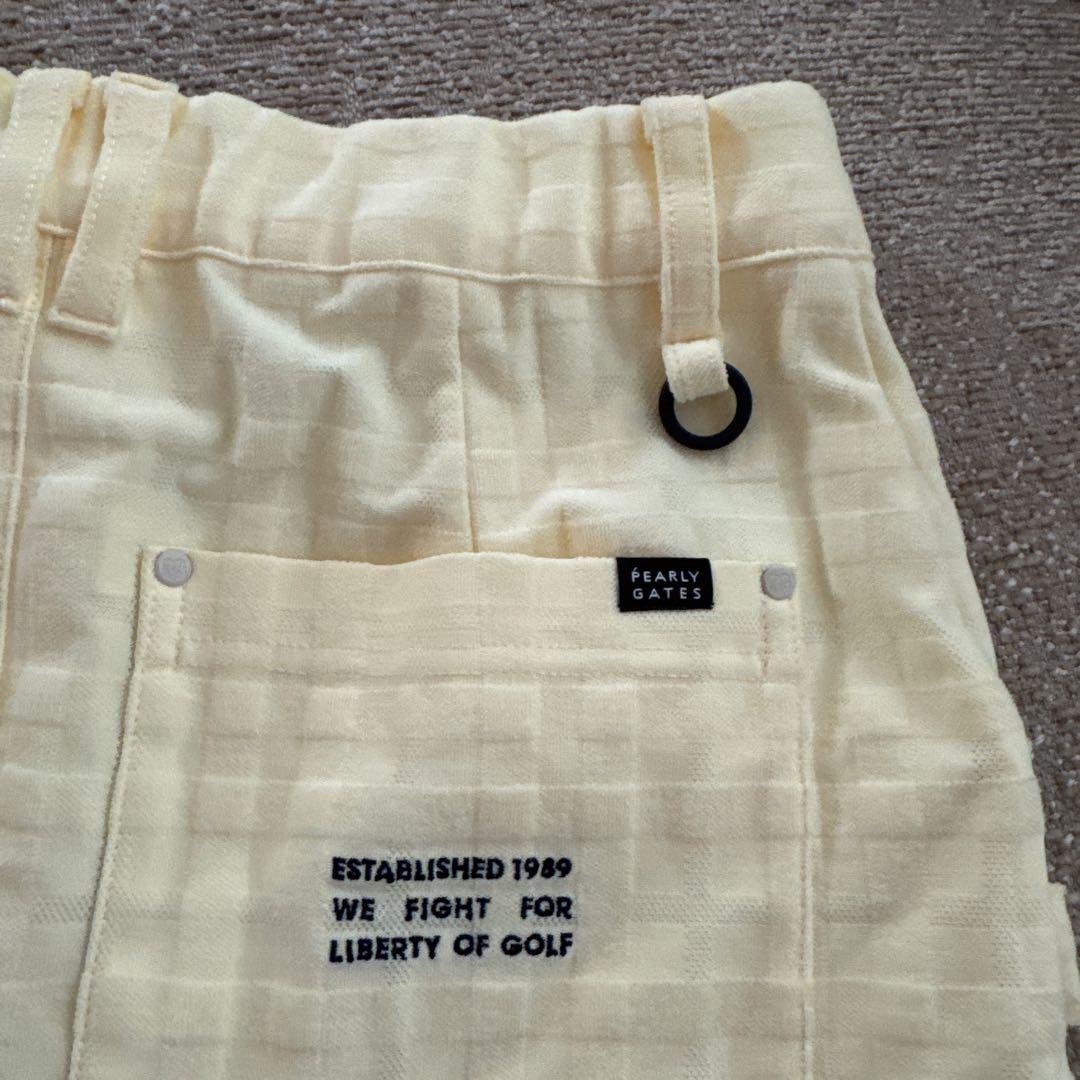 PEARLY
GATES
ESTABLISHED 1989
WE FIGHT FOR
LIBERTY OF GOLF